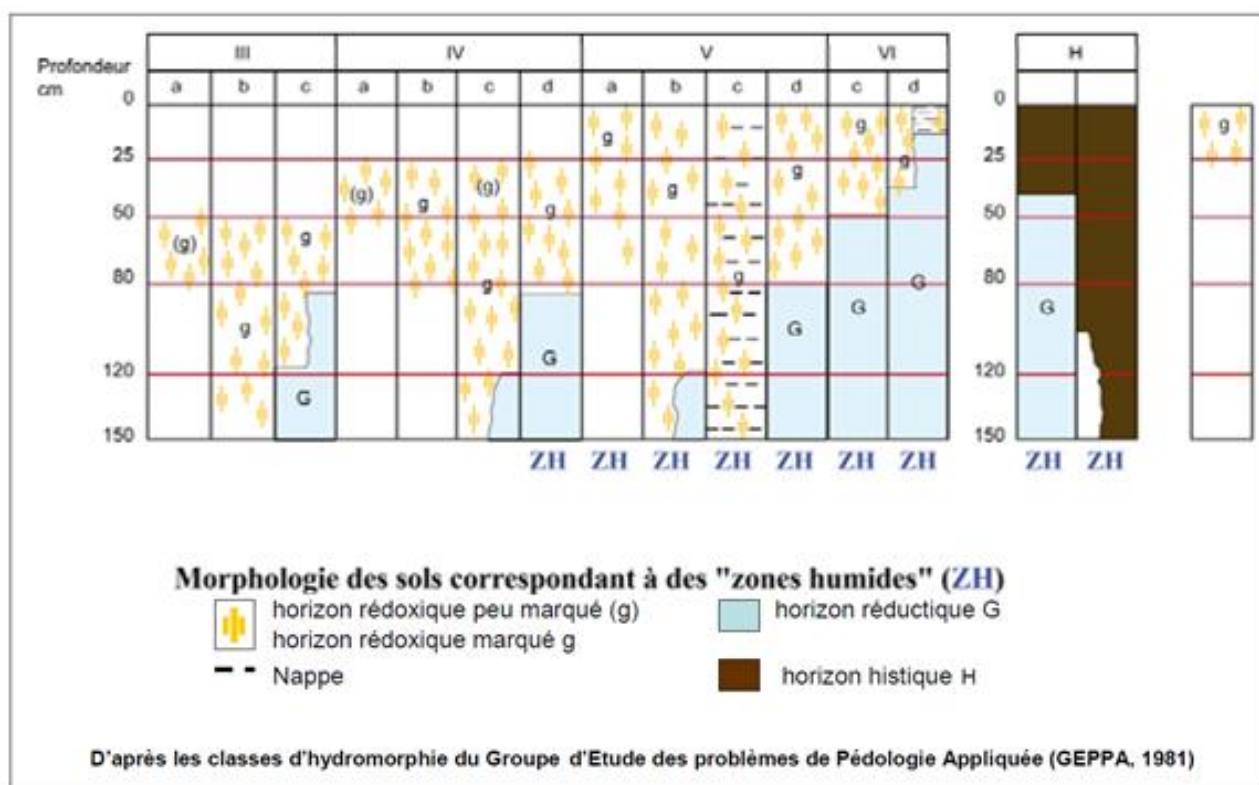 III IV V VI H
Profondeur
cm
a b c a b c d a b c d c d
0 0
g (g) g g g
25 25
(g) g (g) g g g g
50 50
(g) g g
80 80
g g g G G G G
G
120 120
G
150 150
ZH ZH ZH ZH ZH ZH ZH ZH ZH
Morphologie des sols correspondant à des "zones humides" (ZH)
horizon rédoxique peu marqué (g)
horizon rédoxique marqué g
Nappe
horizon réductique G
horizon histique H
D'après les classes d'hydromorphie du Groupe d'Etude des problèmes de Pédologie Appliquée (GEPPA, 1981)